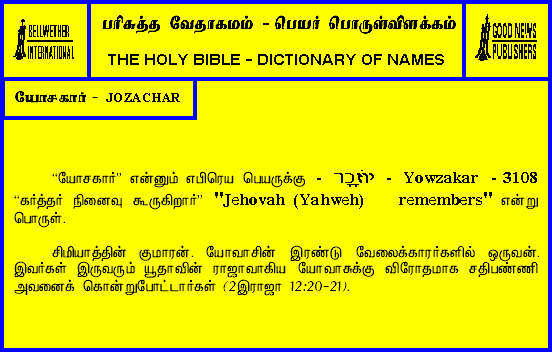 BELLWETHER
INTERNATIONAL
பரிசுத்த வேதாகமம் - பெயர் பொருள்விளக்கம்
THE HOLY BIBLE - DICTIONARY OF NAMES
GOOD NEWS
PUBLISHERS
யோசகார் - JOZACHAR
“யோசகார்” என்னும் எபிரெய பெயருக்கு - יוֹזָכָר - Yowzakar - 3108
“கர்த்தர் நினைவு கூருகிறார்” "Jehovah (Yahweh) remembers" என்று
பொருள்.
சிமியாத்தின் குமாரன். யோவாசின் இரண்டு வேலைக்காரர்களில் ஒருவன்.
இவர்கள் இருவரும் யூதாவின் ராஜாவாகிய யோவாசுக்கு விரோதமாக சதிபண்ணி
அவனைக் கொன்றுபோட்டார்கள் (2இராஜா 12:20-21).